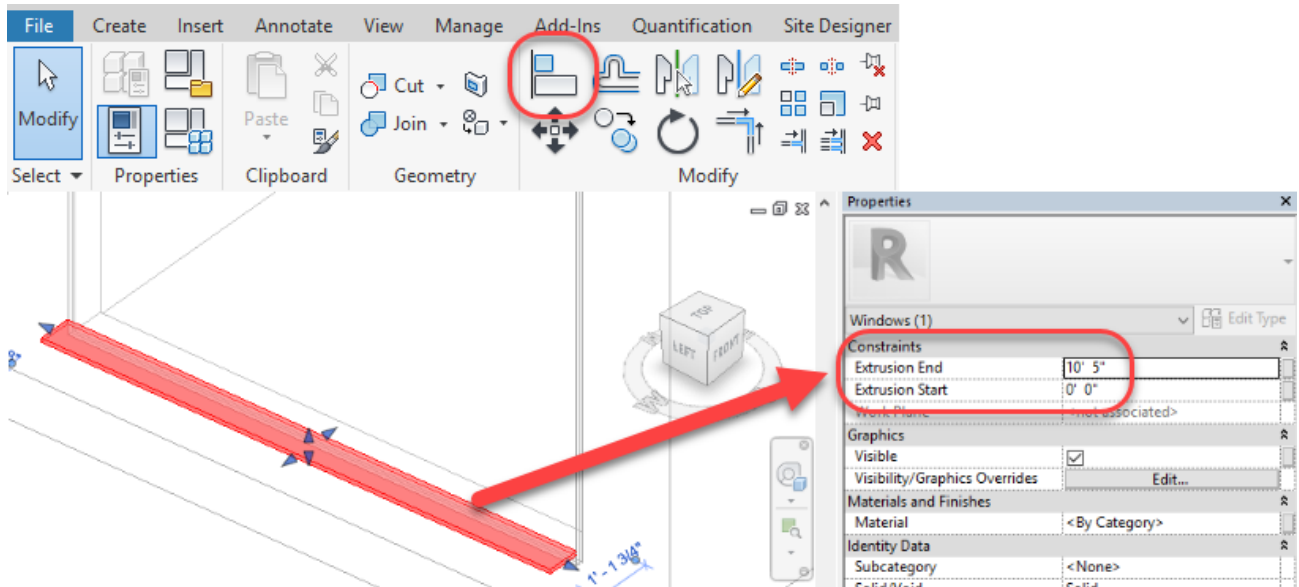 File Create Insert Annotate View Manage Add-Ins Quantification Site Designer
Modify
Paste
Cut
Join
Select Properties Clipboard Geometry Modify
Properties
R
Windows (1) Edit Type
Constraints
Extrusion End 10' 5"
Extrusion Start 0' 0"
Work Plane <not associated>
Graphics
Visible
Visibility/Graphics Overrides Edit...
Materials and Finishes
Material <By Category>
Identity Data
Subcategory <None>
Solid/Void Solid
TOP
LEFT FRONT
W
1' - 1 3/4"